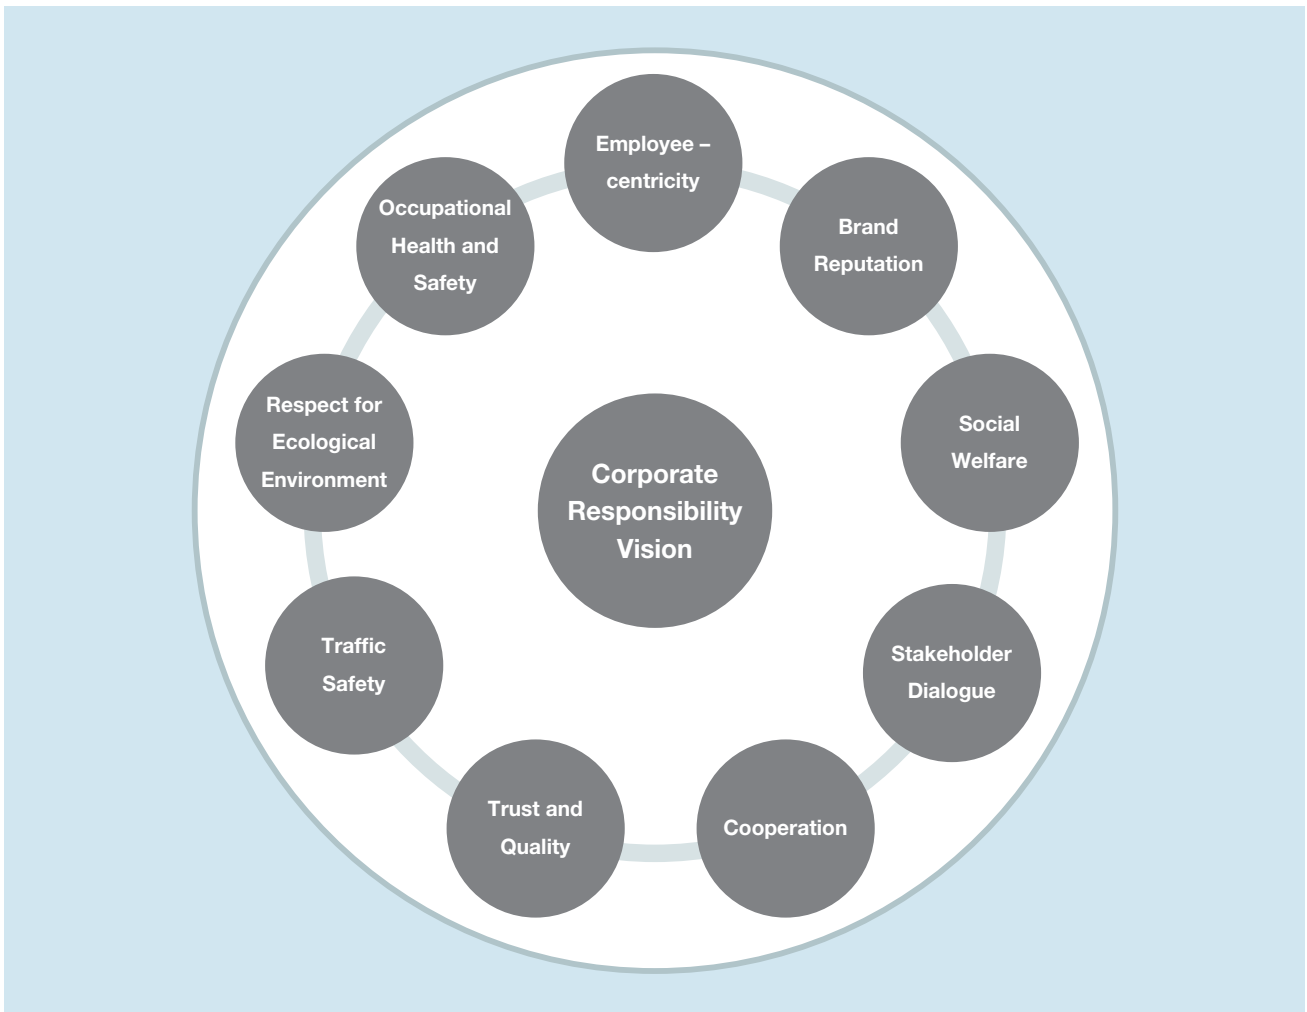 Employee –
centricity
Brand
Reputation
Social
Welfare
Stakeholder
Dialogue
Cooperation
Trust and
Quality
Traffic
Safety
Respect for
Ecological
Environment
Occupational
Health and
Safety
Corporate
Responsibility
Vision